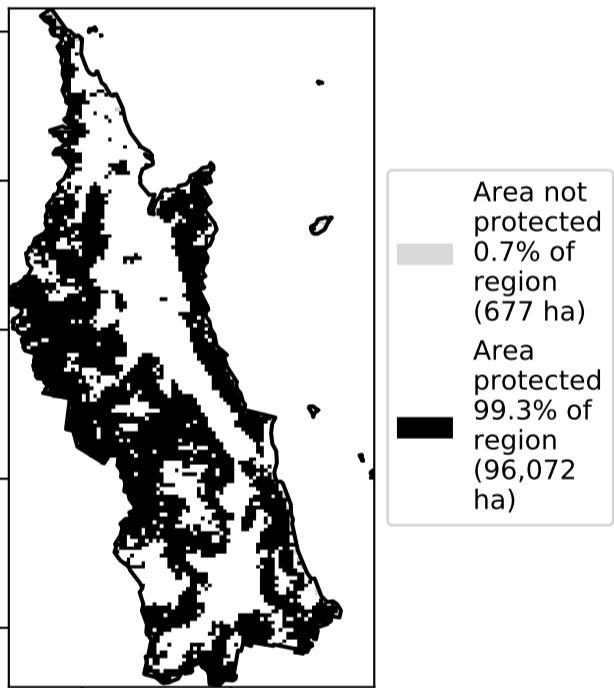 Area not
protected
0.7% of
region
(677 ha)
Area
protected
99.3% of
region
(96,072
ha)